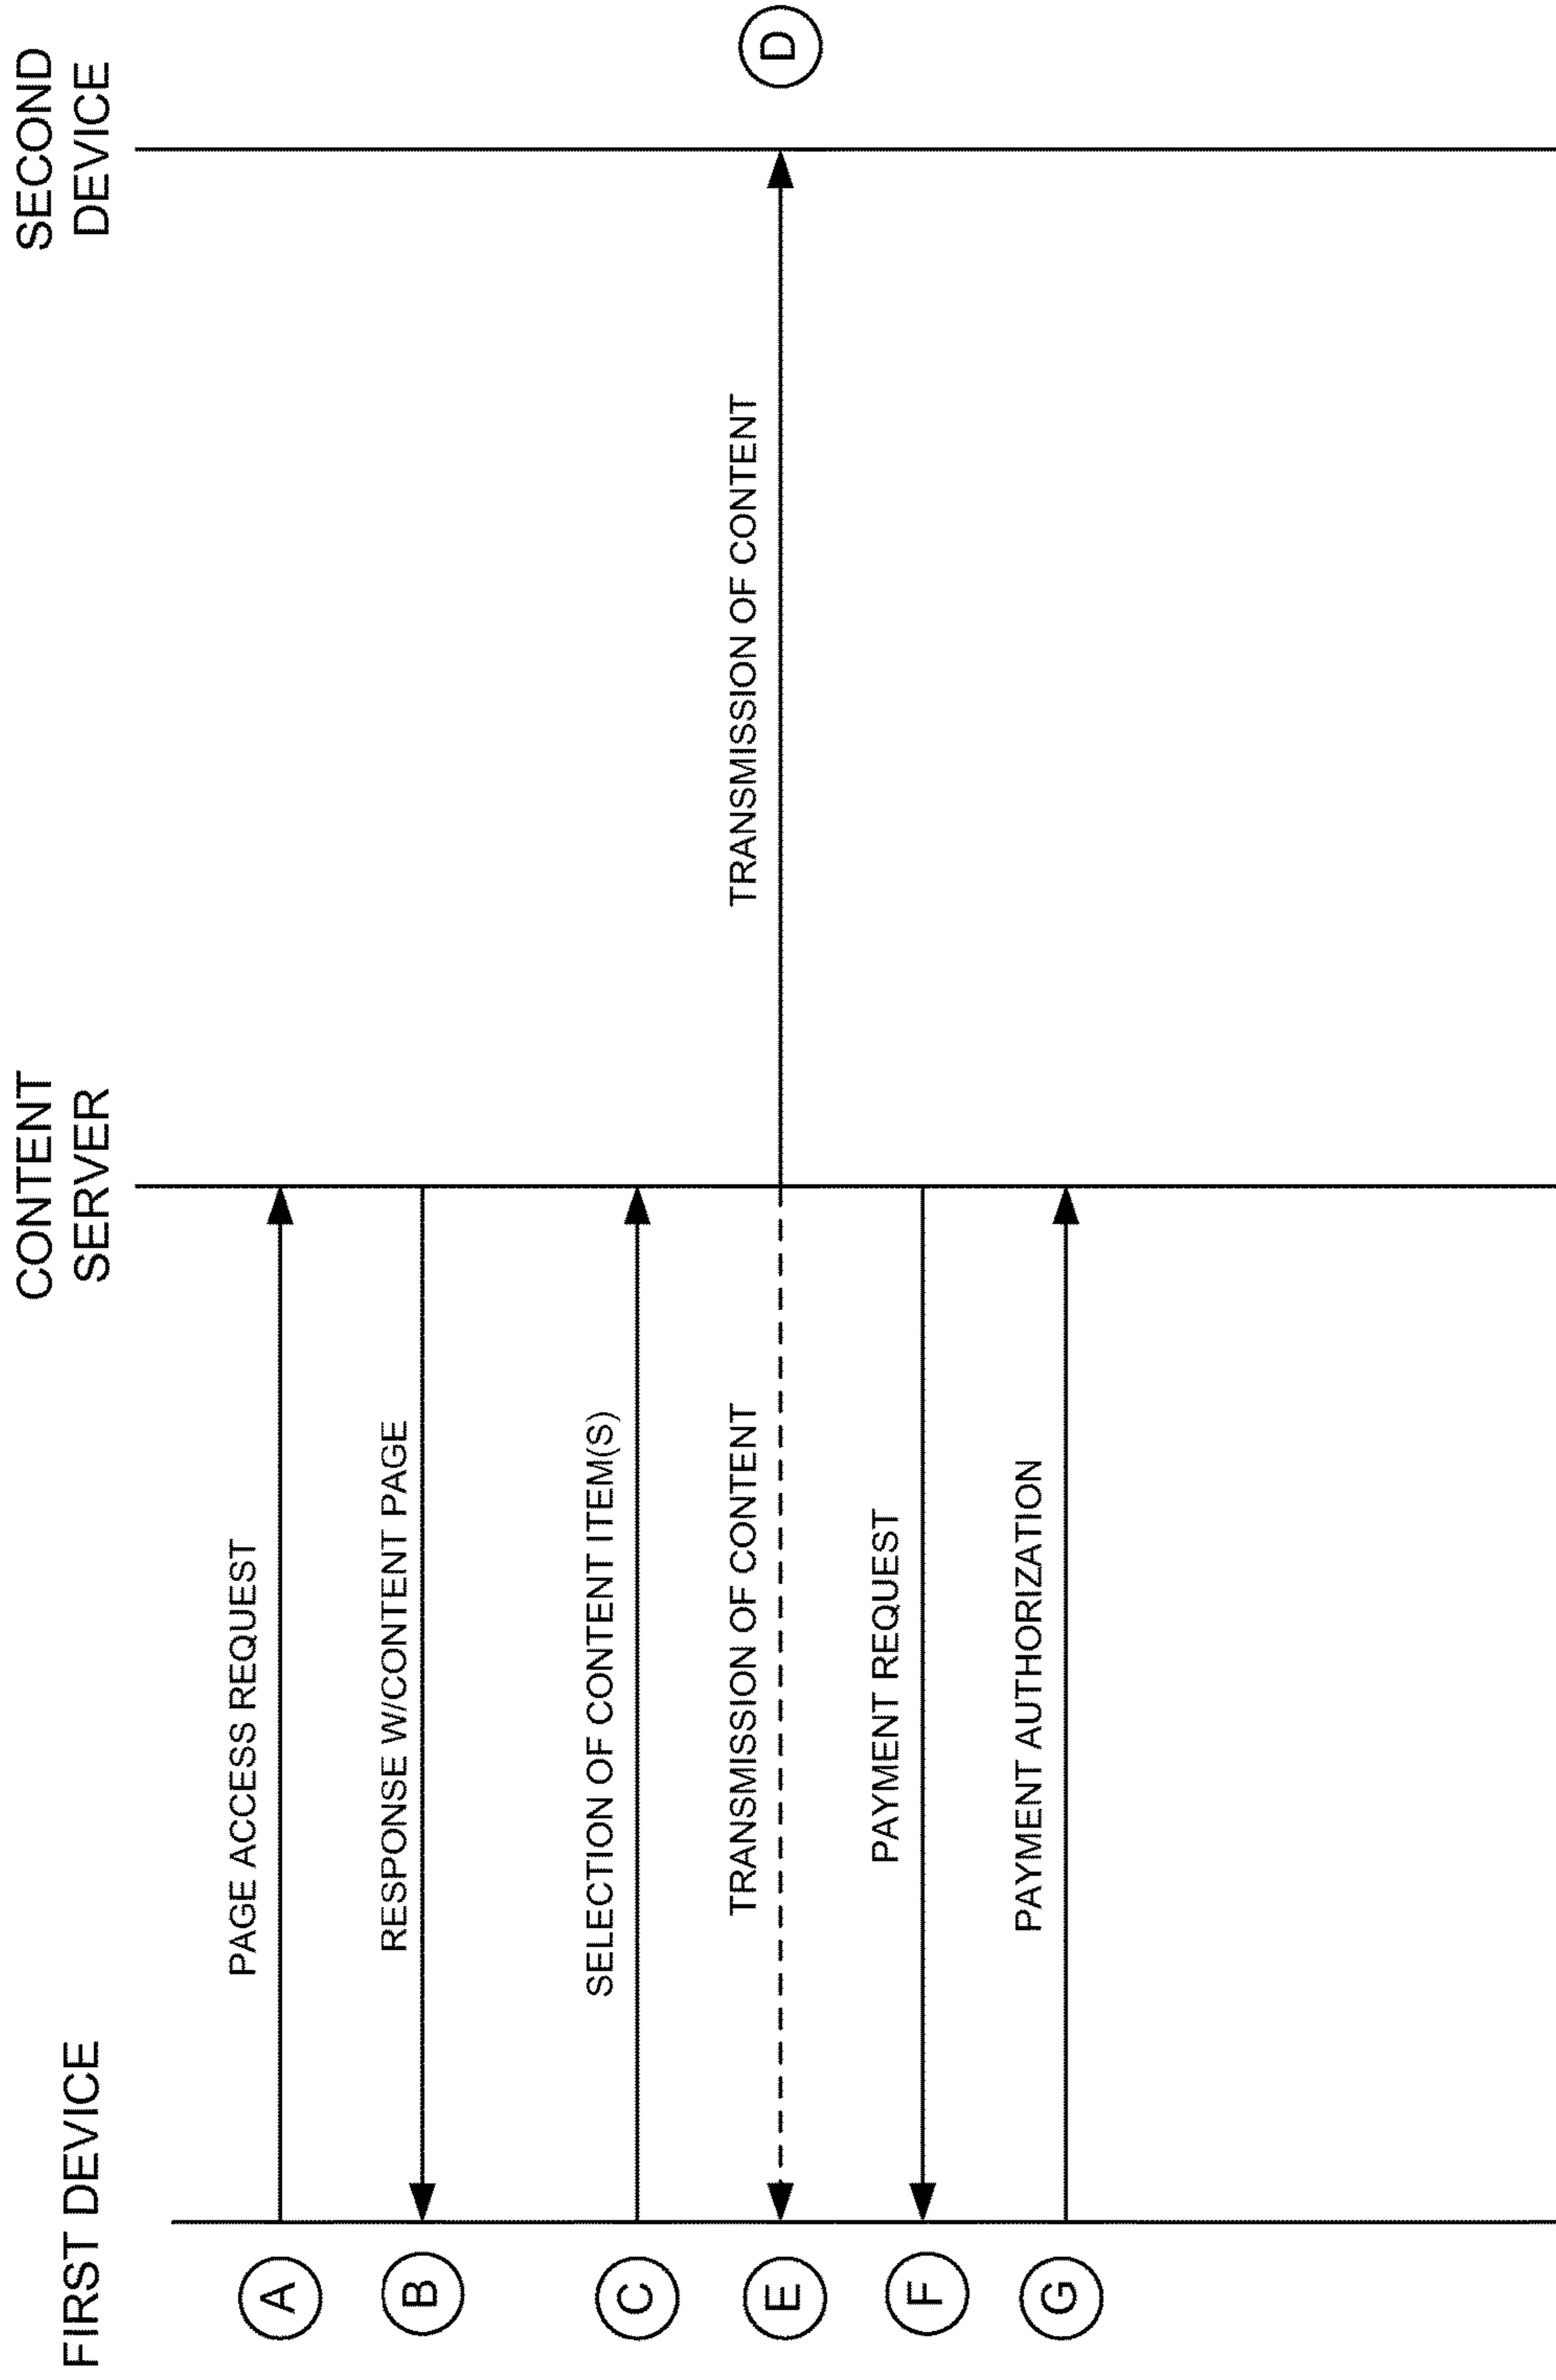 FIRST DEVICE
CONTENT
SERVER
SECOND
DEVICE
A
PAGE ACCESS REQUEST
B
RESPONSE W/CONTENT PAGE
C
SELECTION OF CONTENT ITEM(S)
E
TRANSMISSION OF CONTENT
TRANSMISSION OF CONTENT
D
F
PAYMENT REQUEST
G
PAYMENT AUTHORIZATION